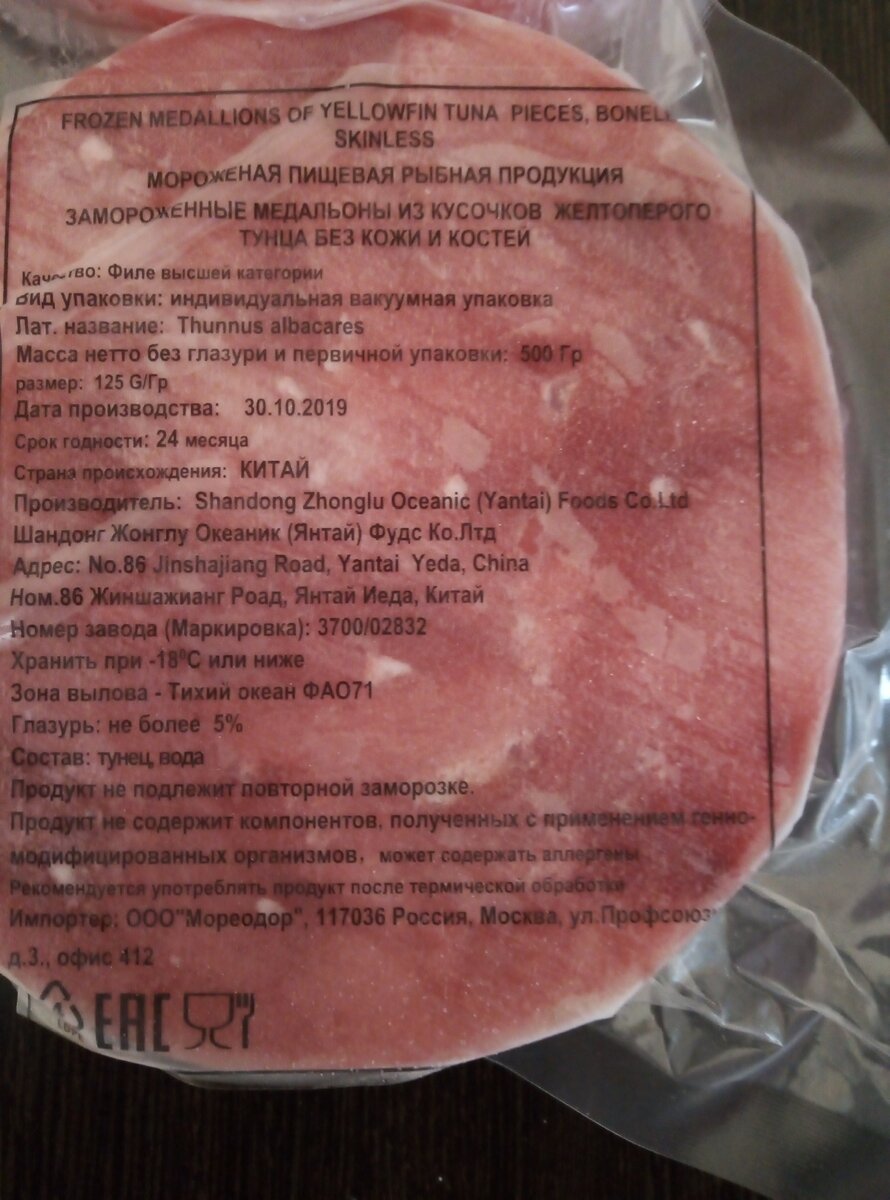 FROZEN MEDALLIONS OF YELLOWFIN TUNA PIECES,
SKINLESS
МОРОЖЕНАЯ ПИЩЕВАЯ РЫБНАЯ ПРОДУКЦИЯ
ЗАМОРОЖЕННЫЕ МЕДАЛЬОНЫ ИЗ КУСОЧКОВ ЖЕЛТОПЕРОГО
ТУНЦА БЕЗ КОЖИ И КОСТЕЙ
Качество: Филе высшей категории
Вид упаковки: индивидуальная вакуумная упаковка
Лат. название: Thunnus albacares
Масса нетто без глазури и первичной упаковки: 500 Гр
размер: 125 G/Гр
Дата производства: 30.10.2019
Срок годности: 24 месяца
Страна происхождения: КИТАЙ
Производитель: Shandong Zhonglu Oceanic (Yantai) Foods Co.Ltd
Шандонг Жонглу Океаник (Янтай) Фудс Ко.Лтд
Адрес: No.86 Jinshajiang Road, Yantai Yeda, China
Ном.86 Жиншажианг Роад, Янтай Иеда, Китай
Номер завода (Маркировка): 3700/02832
Хранить при -18⁰С или ниже
Зона вылова - Тихий океан ФАО71
Глазурь: не более 5%
Состав: тунец, вода
Продукт не подлежит повторной заморозке.
Продукт не содержит компонентов, полученных с применением генно-
модифицированных организмов, может содержать аллергены
Рекомендуется употреблять продукт после термической обработки
Импортер: ООО"Мореодор", 117036 Россия, Москва, ул.Профсоюз
д.3., офис 412
EAC